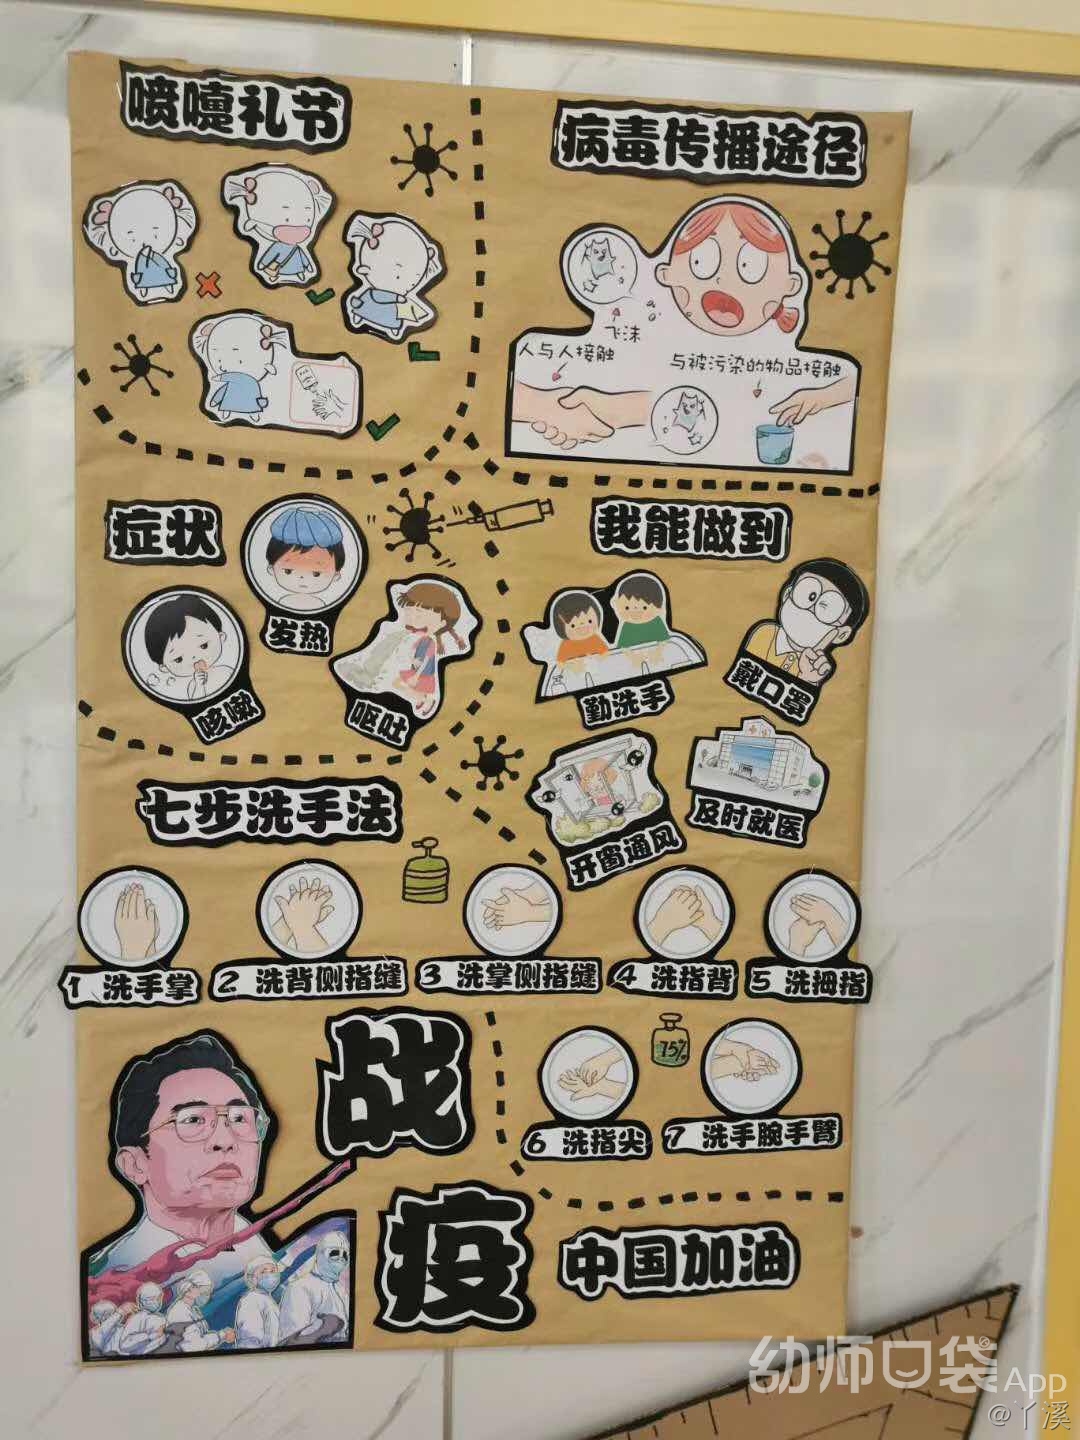 喷嚏礼节
病毒传播途径
飞沫
人与人接触
与被污染的物品接触
症状
发热
咳嗽
呕吐
我能做到
勤洗手
戴口罩
开窗通风
及时就医
七步洗手法
1 洗手掌
2 洗背侧指缝
3 洗掌侧指缝
4 洗指背
5 洗拇指
75%
6 洗指尖
7 洗手腕手臂
战
疫
中国加油
幼师口袋App
@丫溪